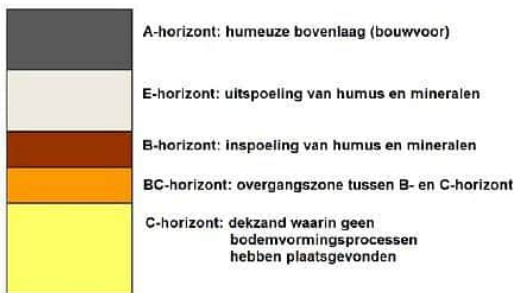 A-horizont: humeuze bovenlaag (bouwvoor)
E-horizont: uitspoeling van humus en mineralen
B-horizont: inspoeling van humus en mineralen
BC-horizont: overgangszone tussen B- en C-horizont
C-horizont: dekzand waarin geen
bodemvormingsprocessen
hebben plaatsgevonden